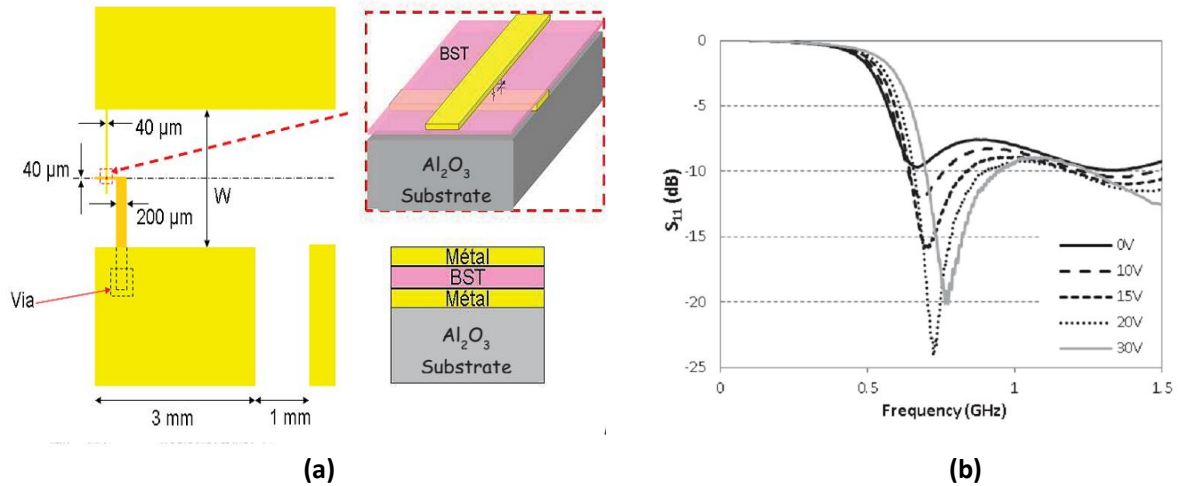 BST
Al2O3
Substrate
40 µm
40 µm
W
200 µm
Via
3 mm
1 mm
Métal
BST
Métal
Al2O3
Substrate
(a)
S11 (dB)
0
-5
-10
-15
-20
-25
0
0.5
1
1.5
Frequency (GHz)
0V
10V
15V
20V
30V
(b)